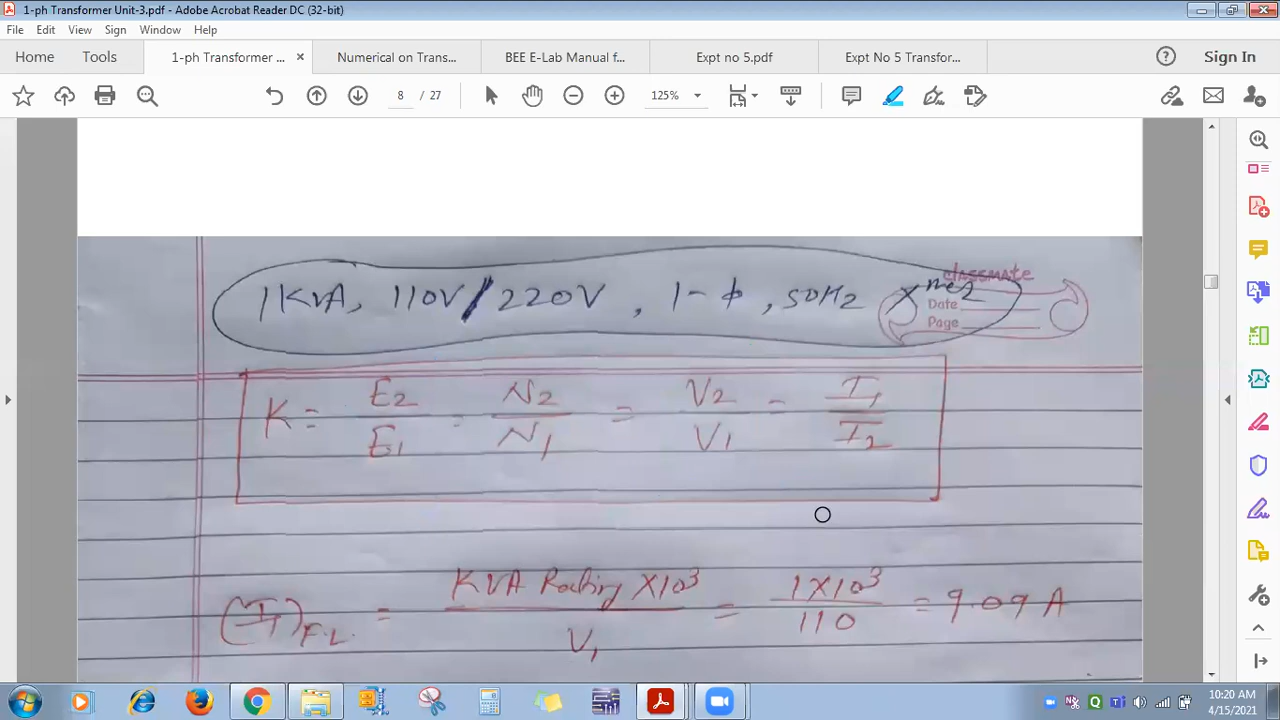 1-ph Transformer Unit-3.pdf - Adobe Acrobat Reader DC (32-bit)
File Edit View Sign Window Help
Home Tools 1-ph Transformer ... × Numerical on Trans... BEE E-Lab Manual f... Expt no 5.pdf Expt No 5 Transfor... Sign In
8 / 27 125%
1KVA, 110V/220V, 1-ϕ, 50Hz Xmer
classmate
Date
Page
K = E2/E1 = N2/N1 = V2/V1 = I1/I2
(I1)F.L. = KVA Rating X10³ / V1 = 1X10³ / 110 = 9.09 A
10:20 AM
4/15/2021